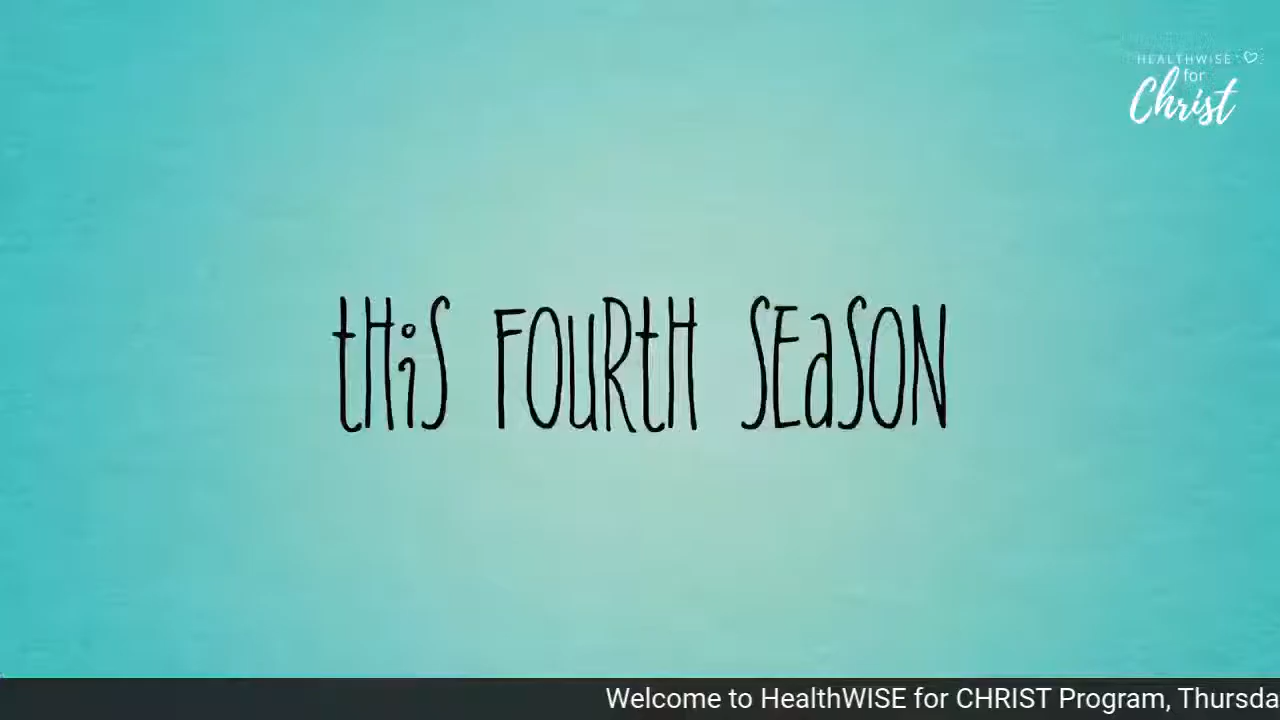 HEALTHWISE
for
Christ
tHiS FOURtH SEaSON
Welcome to HealthWISE for CHRIST Program, Thursda